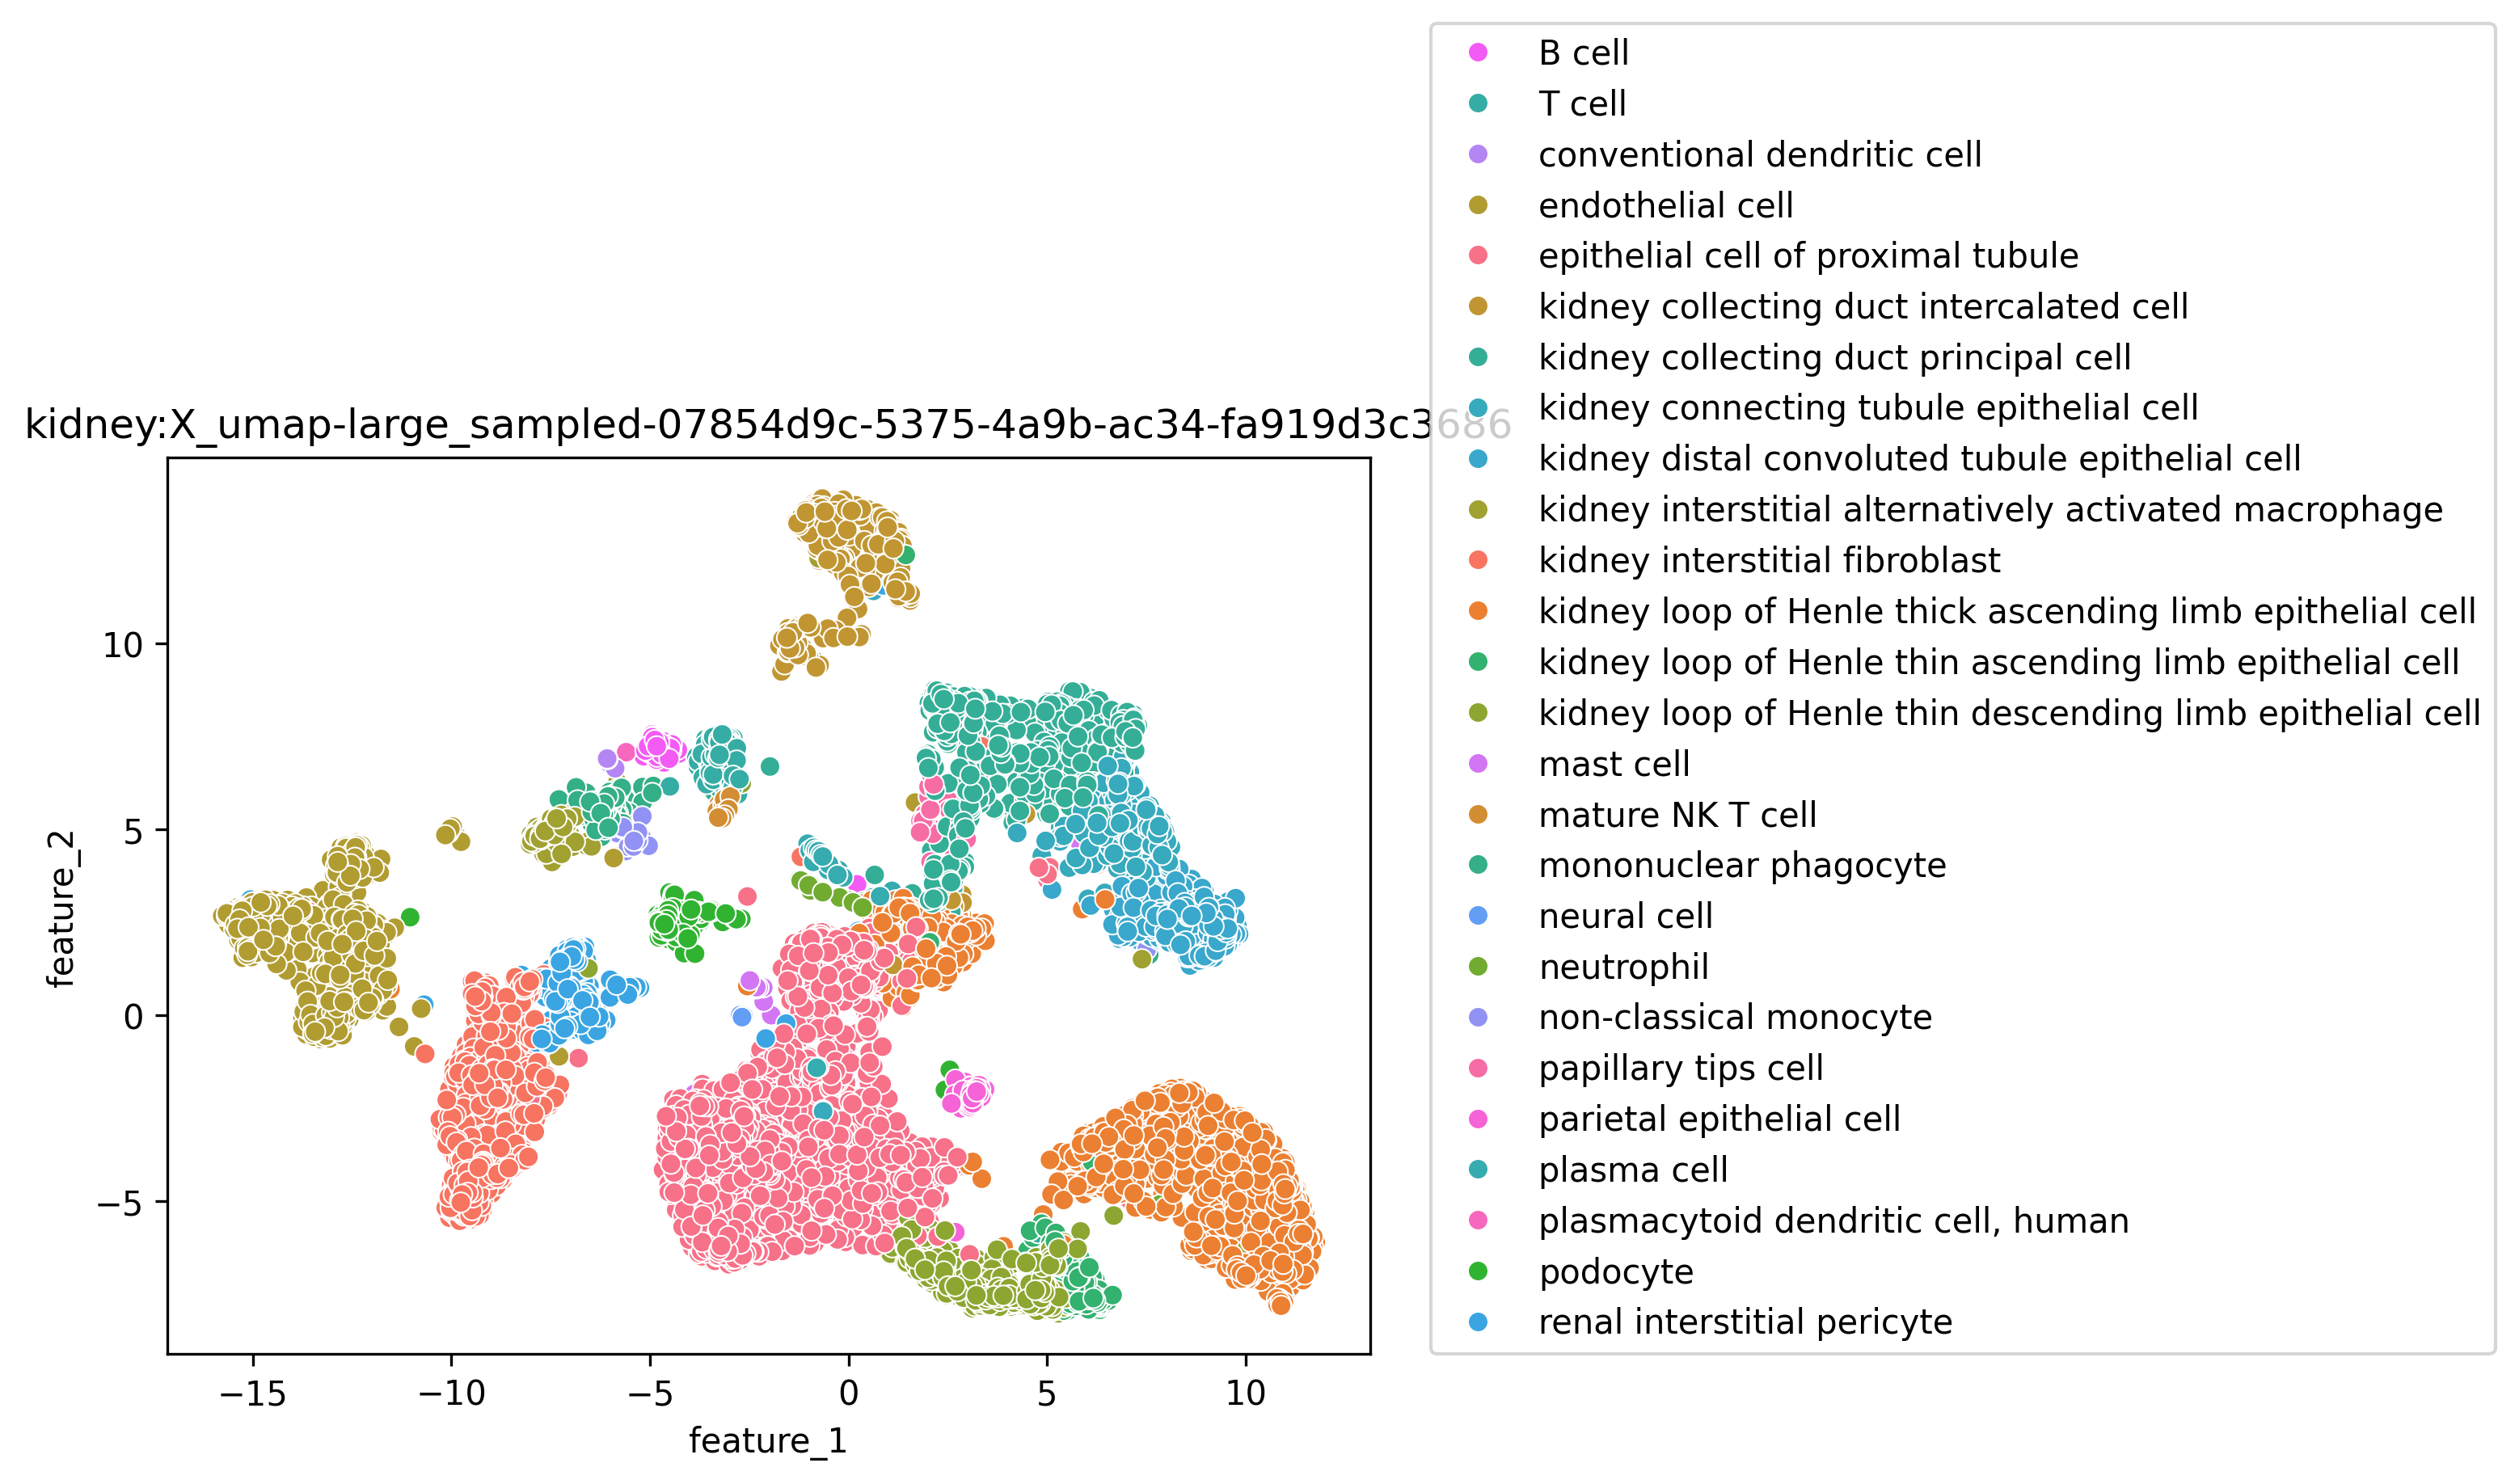 B cell
T cell
conventional dendritic cell
endothelial cell
epithelial cell of proximal tubule
kidney collecting duct intercalated cell
kidney collecting duct principal cell
kidney connecting tubule epithelial cell
kidney:X_umap-large_sampled-07854d9c-5375-4a9b-ac34-fa919d3c3686
kidney distal convoluted tubule epithelial cell
kidney interstitial alternatively activated macrophage
kidney interstitial fibroblast
kidney loop of Henle thick ascending limb epithelial cell
kidney loop of Henle thin ascending limb epithelial cell
kidney loop of Henle thin descending limb epithelial cell
mast cell
mature NK T cell
mononuclear phagocyte
neural cell
neutrophil
non-classical monocyte
papillary tips cell
parietal epithelial cell
plasma cell
plasmacytoid dendritic cell, human
podocyte
renal interstitial pericyte
feature_2
10
5
0
−5
−15
−10
−5
0
5
10
feature_1